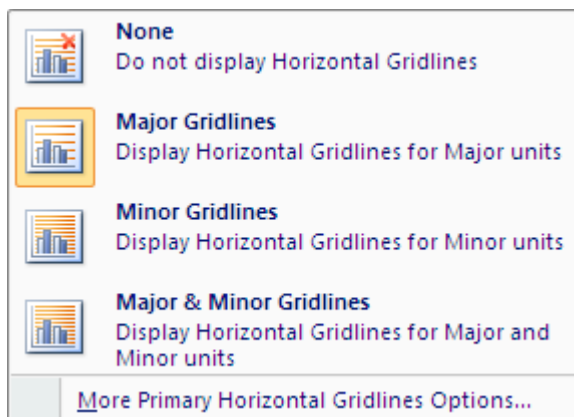 None
Do not display Horizontal Gridlines
Major Gridlines
Display Horizontal Gridlines for Major units
Minor Gridlines
Display Horizontal Gridlines for Minor units
Major & Minor Gridlines
Display Horizontal Gridlines for Major and
Minor units
More Primary Horizontal Gridlines Options...